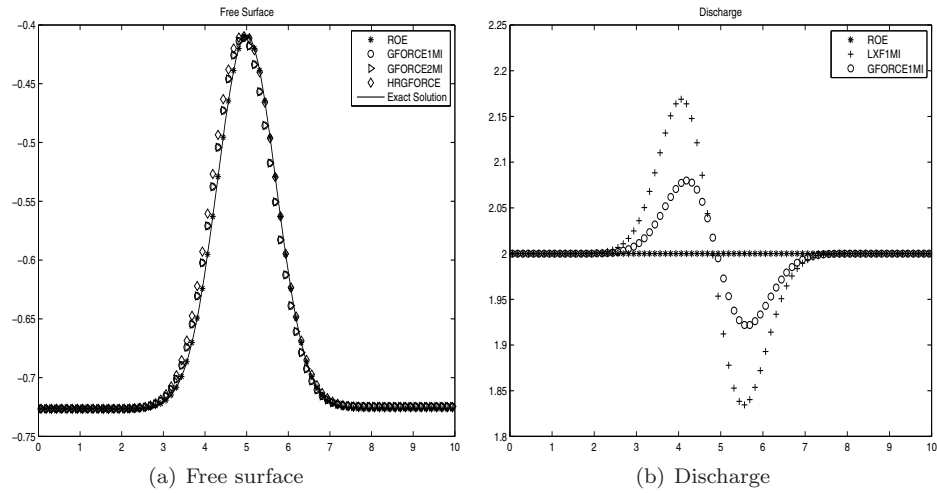 Free Surface
-0.4
-0.45
-0.5
-0.55
-0.6
-0.65
-0.7
-0.75
0 1 2 3 4 5 6 7 8 9 10
ROE
GFORCE1MI
GFORCE2MI
HRGFORCE
Exact Solution
(a) Free surface
Discharge
2.25
2.2
2.15
2.1
2.05
2
1.95
1.9
1.85
1.8
0 1 2 3 4 5 6 7 8 9 10
ROE
LXF1MI
GFORCE1MI
(b) Discharge